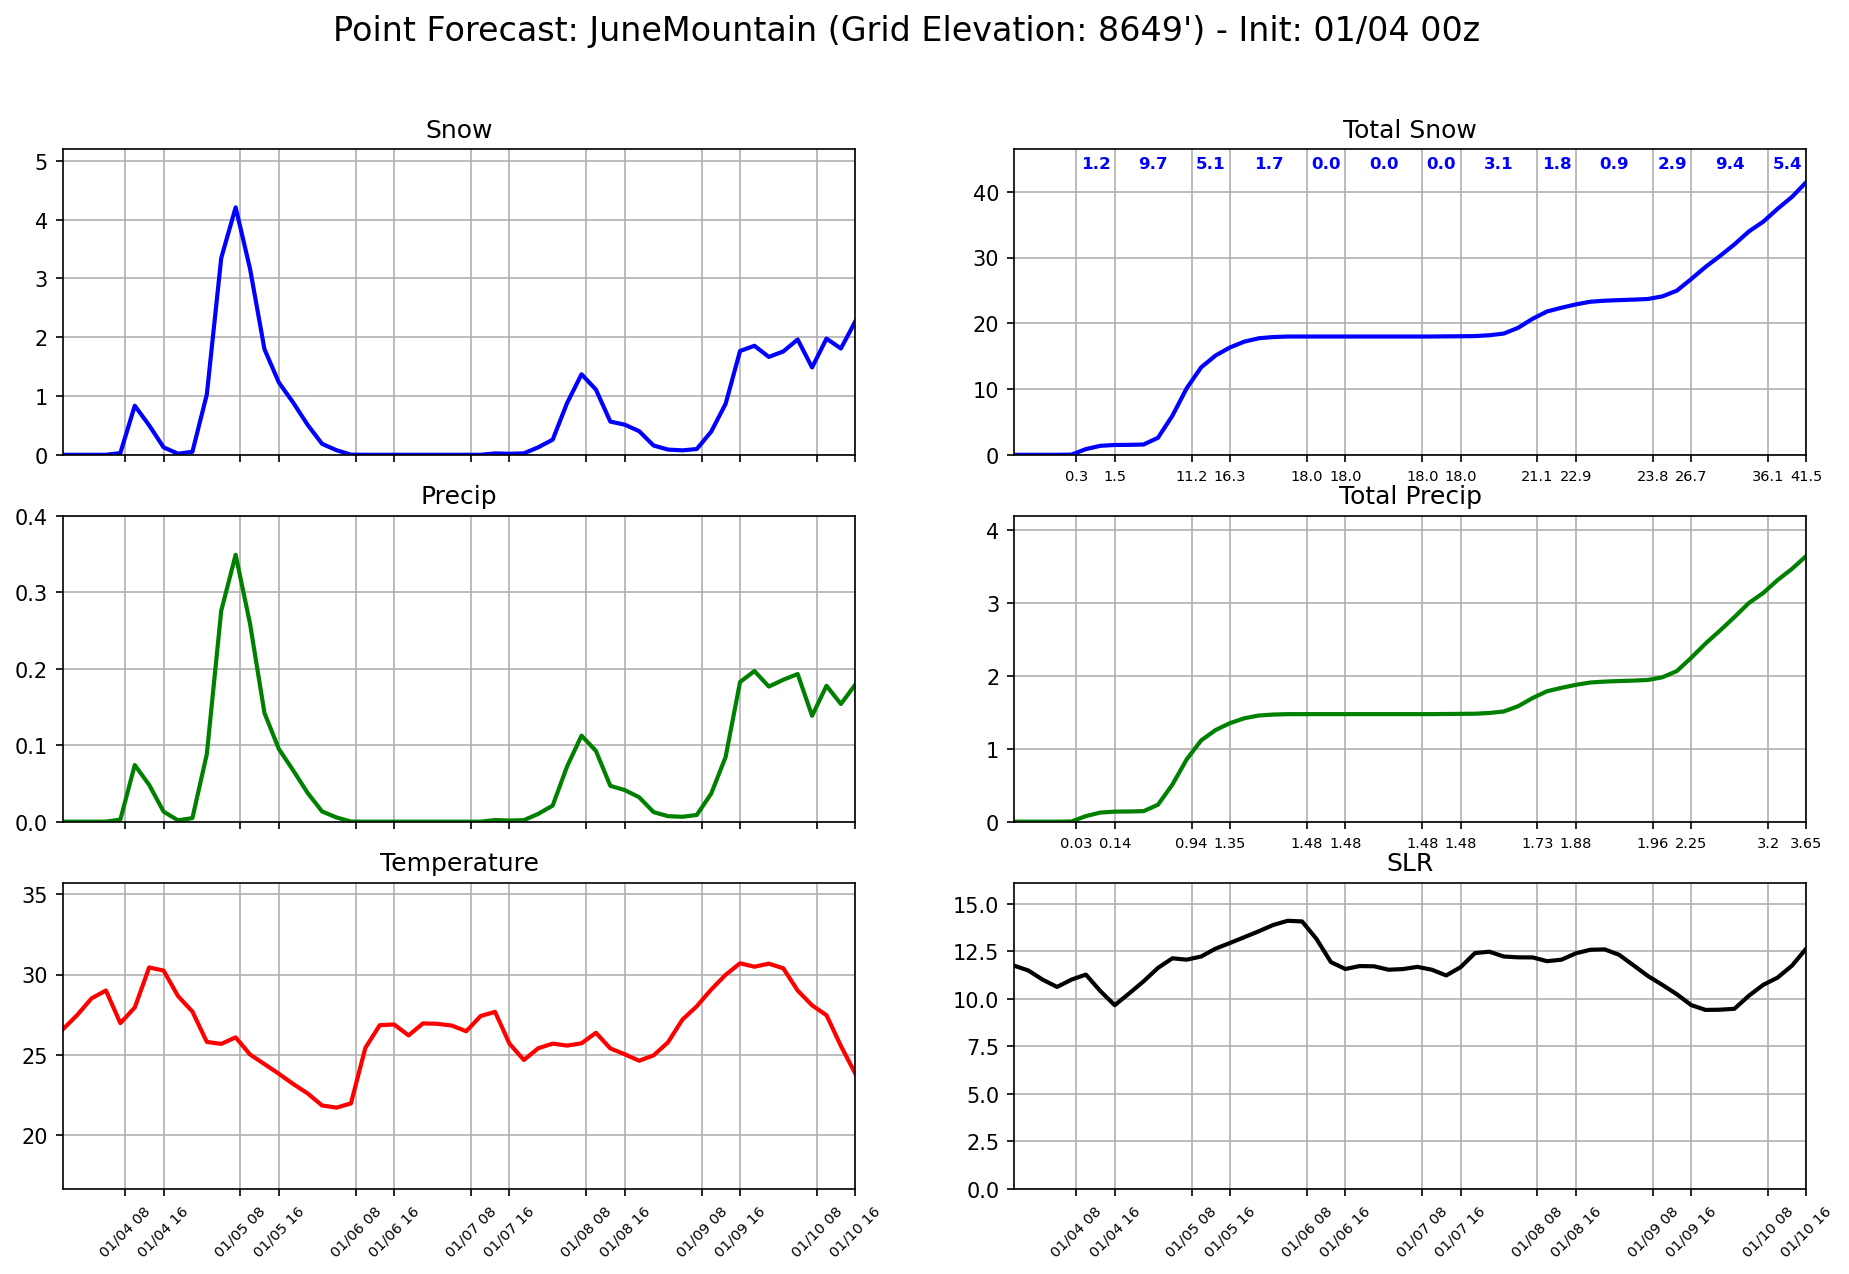 Point Forecast: JuneMountain (Grid Elevation: 8649') - Init: 01/04 00z
Snow
5
4
3
2
1
0
Total Snow
1.2 9.7 5.1 1.7 0.0 0.0 0.0 3.1 1.8 0.9 2.9 9.4 5.4
40
30
20
10
0
0.3 1.5 11.2 16.3 18.0 18.0 18.0 18.0 21.1 22.9 23.8 26.7 36.1 41.5
Precip
0.4
0.3
0.2
0.1
0.0
Total Precip
4
3
2
1
0
0.03 0.14 0.94 1.35 1.48 1.48 1.48 1.48 1.73 1.88 1.96 2.25 3.2 3.65
Temperature
35
30
25
20
01/04 08 01/04 16 01/05 08 01/05 16 01/06 08 01/06 16 01/07 08 01/07 16 01/08 08 01/08 16 01/09 08 01/09 16 01/10 08 01/10 16
SLR
15.0
12.5
10.0
7.5
5.0
2.5
0.0
01/04 08 01/04 16 01/05 08 01/05 16 01/06 08 01/06 16 01/07 08 01/07 16 01/08 08 01/08 16 01/09 08 01/09 16 01/10 08 01/10 16